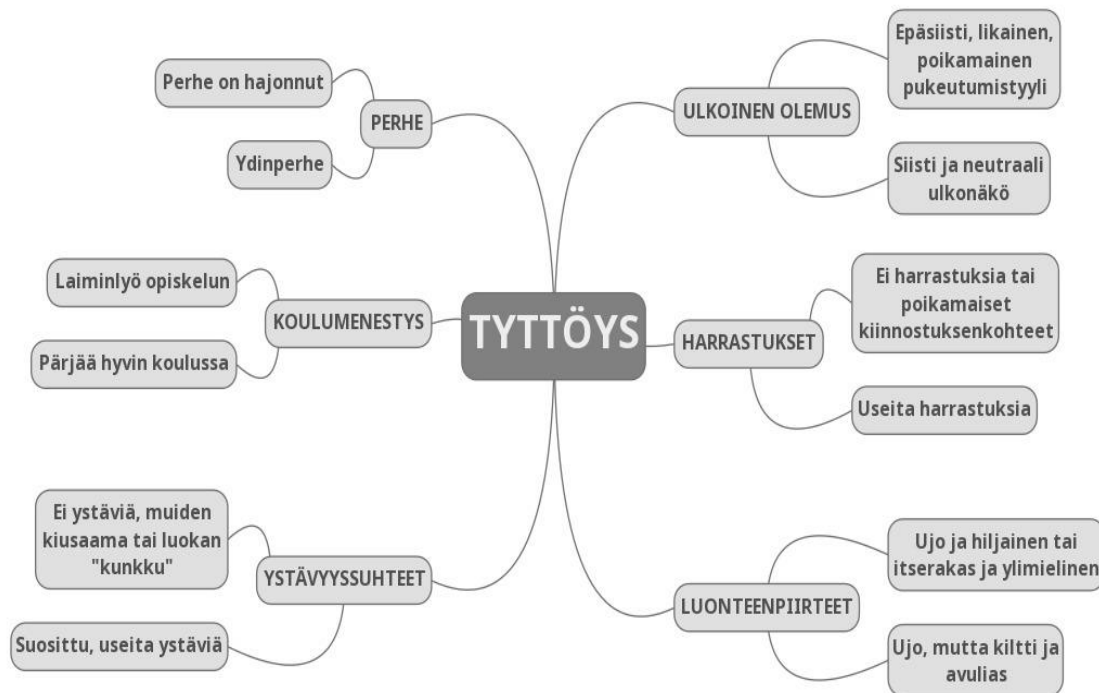 TYTTÖYS
PERHE
Perhe on hajonnut
Ydinperhe
KOULUMENESTYS
Laiminlyö opiskelun
Pärjää hyvin koulussa
YSTÄVYYSSUHTEET
Ei ystäviä, muiden
kiusaama tai luokan
"kunkku"
Suosittu, useita ystäviä
ULKOINEN OLEMUS
Epäsiisti, likainen,
poikamainen
pukeutumistyyli
Siisti ja neutraali
ulkonäkö
HARRASTUKSET
Ei harrastuksia tai
poikamaiset
kiinnostuksenkohteet
Useita harrastuksia
LUONTEENPIIRTEET
Ujo ja hiljainen tai
itserakas ja ylimielinen
Ujo, mutta kiltti ja
avulias